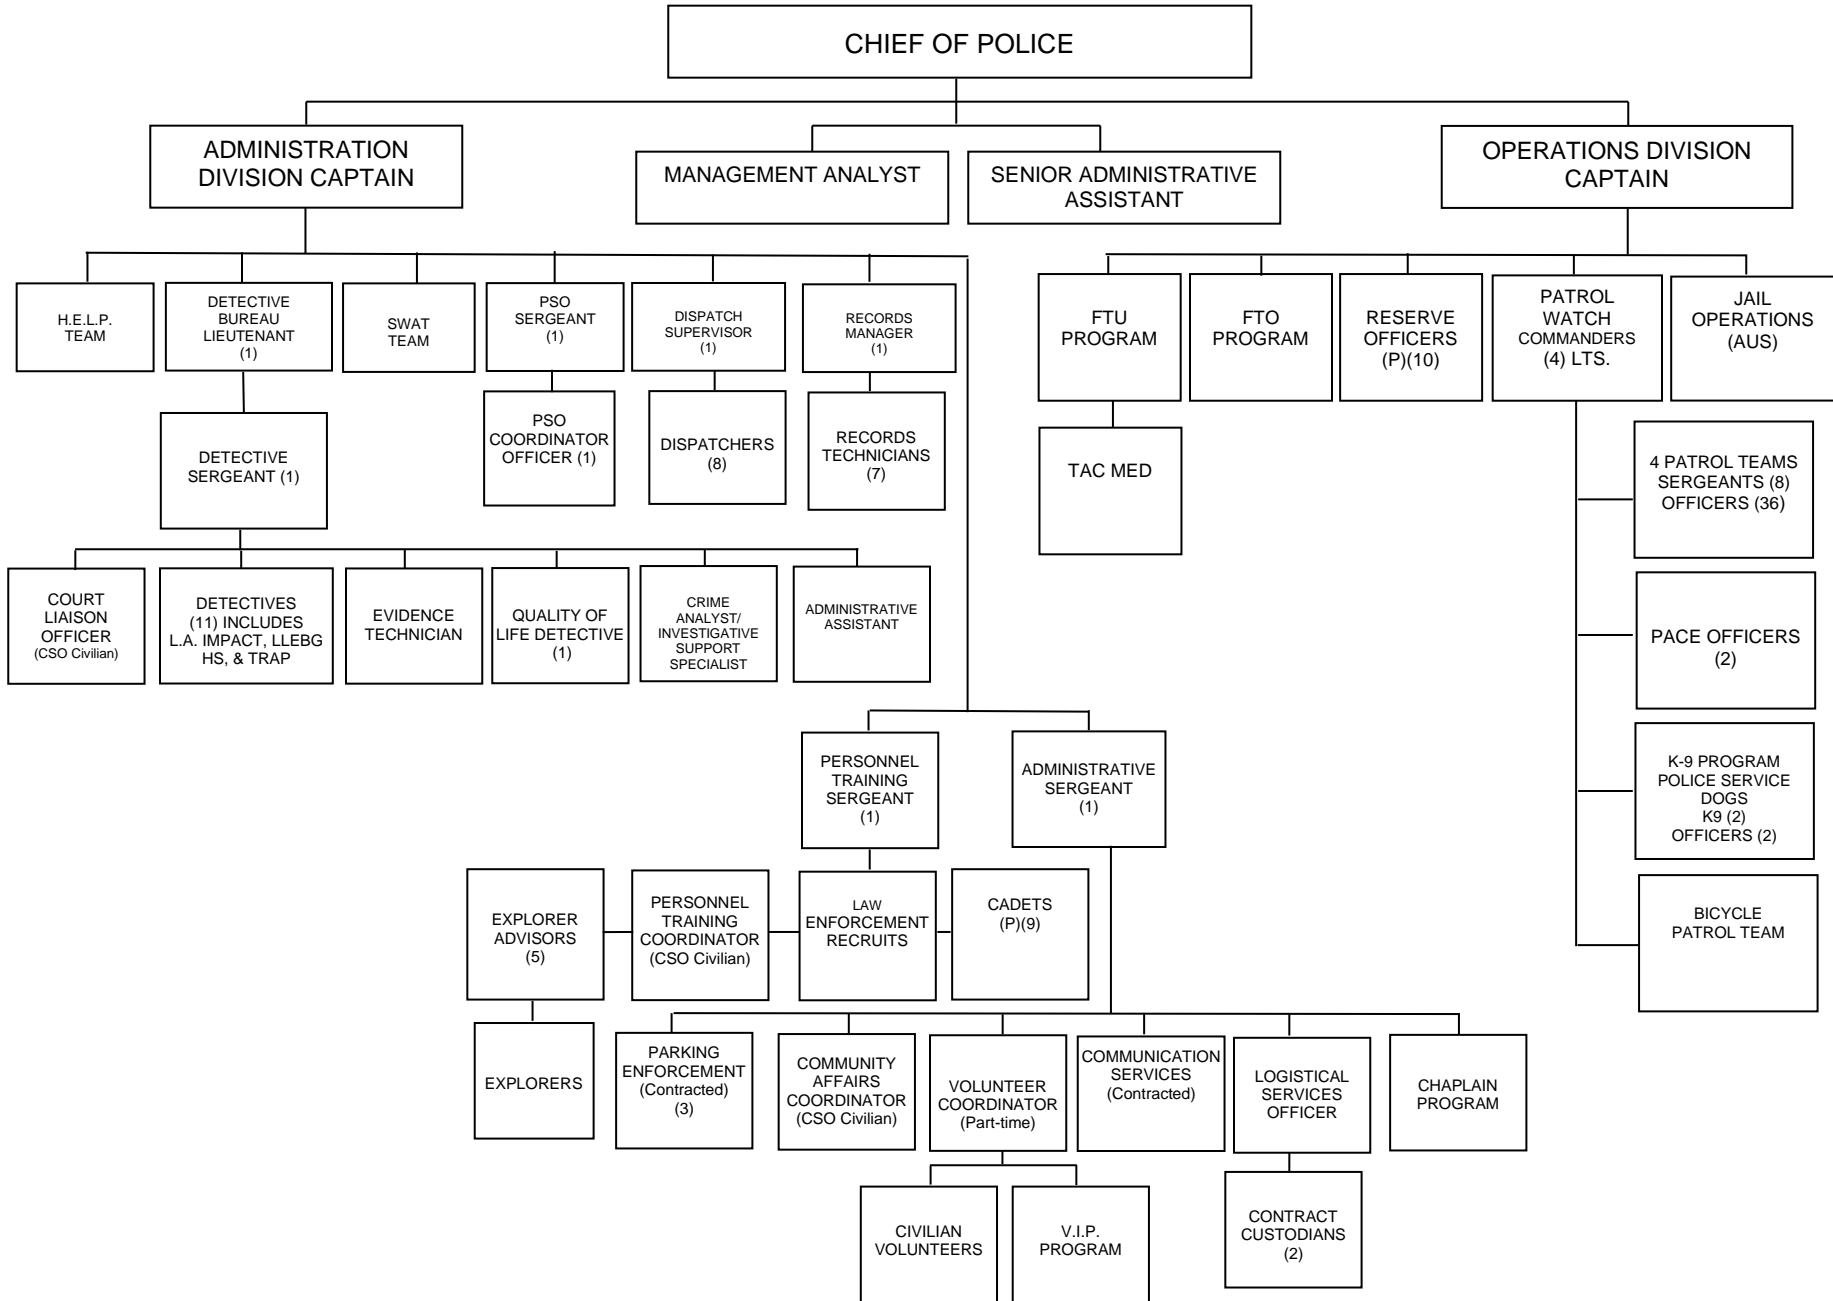 CHIEF OF POLICE
ADMINISTRATION
DIVISION CAPTAIN
MANAGEMENT ANALYST
SENIOR ADMINISTRATIVE
ASSISTANT
OPERATIONS DIVISION
CAPTAIN
H.E.L.P.
TEAM
DETECTIVE
BUREAU
LIEUTENANT
(1)
SWAT
TEAM
PSO
SERGEANT
(1)
DISPATCH
SUPERVISOR
(1)
RECORDS
MANAGER
(1)
FTU
PROGRAM
FTO
PROGRAM
RESERVE
OFFICERS
(P)(10)
PATROL
WATCH
COMMANDERS
(4) LTS.
JAIL
OPERATIONS
(AUS)
DETECTIVE
SERGEANT (1)
PSO
COORDINATOR
OFFICER (1)
DISPATCHERS
(8)
RECORDS
TECHNICIANS
(7)
TAC MED
4 PATROL TEAMS
SERGEANTS (8)
OFFICERS (36)
COURT
LIAISON
OFFICER
(CSO Civilian)
DETECTIVES
(11) INCLUDES
L.A. IMPACT, LLEBG
HS, & TRAP
EVIDENCE
TECHNICIAN
QUALITY OF
LIFE DETECTIVE
(1)
CRIME
ANALYST/
INVESTIGATIVE
SUPPORT
SPECIALIST
ADMINISTRATIVE
ASSISTANT
PACE OFFICERS
(2)
PERSONNEL
TRAINING
SERGEANT
(1)
ADMINISTRATIVE
SERGEANT
(1)
K-9 PROGRAM
POLICE SERVICE
DOGS
K9 (2)
OFFICERS (2)
EXPLORER
ADVISORS
(5)
PERSONNEL
TRAINING
COORDINATOR
(CSO Civilian)
LAW
ENFORCEMENT
RECRUITS
CADETS
(P)(9)
BICYCLE
PATROL TEAM
EXPLORERS
PARKING
ENFORCEMENT
(Contracted)
(3)
COMMUNITY
AFFAIRS
COORDINATOR
(CSO Civilian)
VOLUNTEER
COORDINATOR
(Part-time)
COMMUNICATION
SERVICES
(Contracted)
LOGISTICAL
SERVICES
OFFICER
CHAPLAIN
PROGRAM
CIVILIAN
VOLUNTEERS
V.I.P.
PROGRAM
CONTRACT
CUSTODIANS
(2)